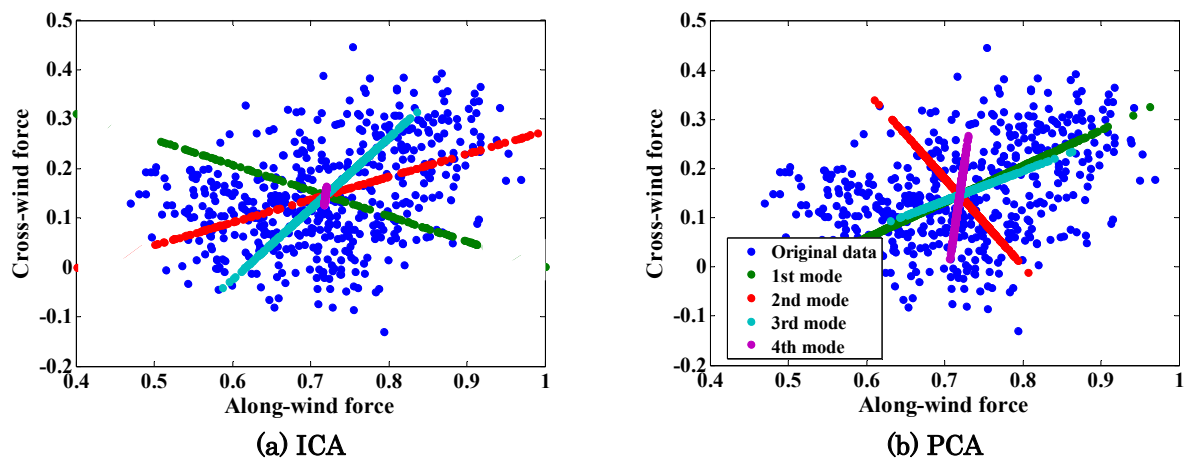 0.5
0.4
0.3
0.2
0.1
0
-0.1
-0.2
0.4
0.5
0.6
0.7
0.8
0.9
1
Cross-wind force
Along-wind force
(a) ICA
0.5
0.4
0.3
0.2
0.1
0
-0.1
-0.2
0.4
0.5
0.6
0.7
0.8
0.9
1
Cross-wind force
Along-wind force
Original data
1st mode
2nd mode
3rd mode
4th mode
(b) PCA